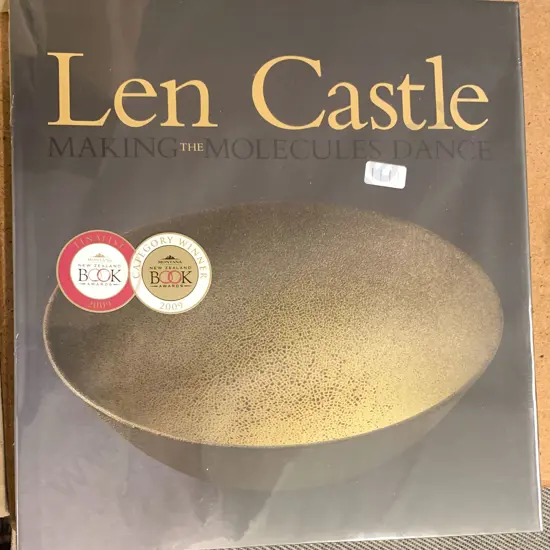 Len Castle
MAKING THE MOLECULES DANCE
FINALIST
MONTANA
NEW ZEALAND
BOOK
AWARDS
2009
CATEGORY WINNER
MONTANA
NEW ZEALAND
BOOK
AWARDS
2009